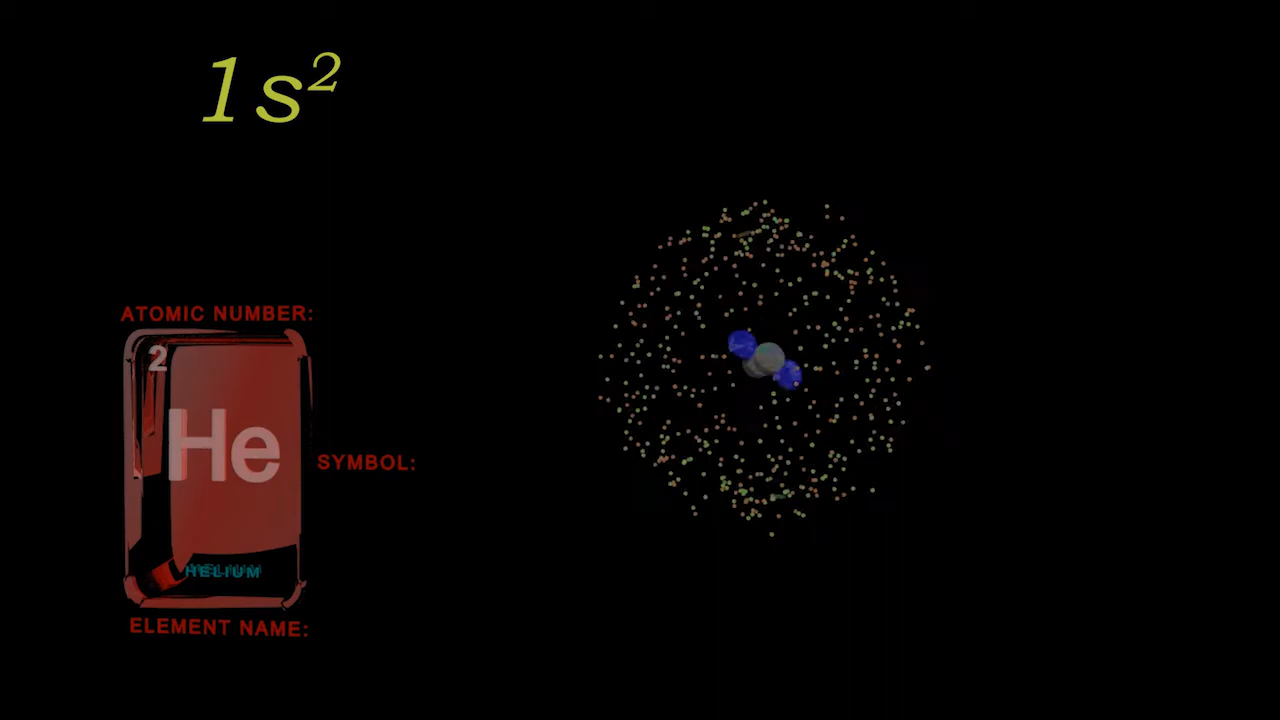 1s²
ATOMIC NUMBER:
2
He
SYMBOL:
HELIUM
ELEMENT NAME: